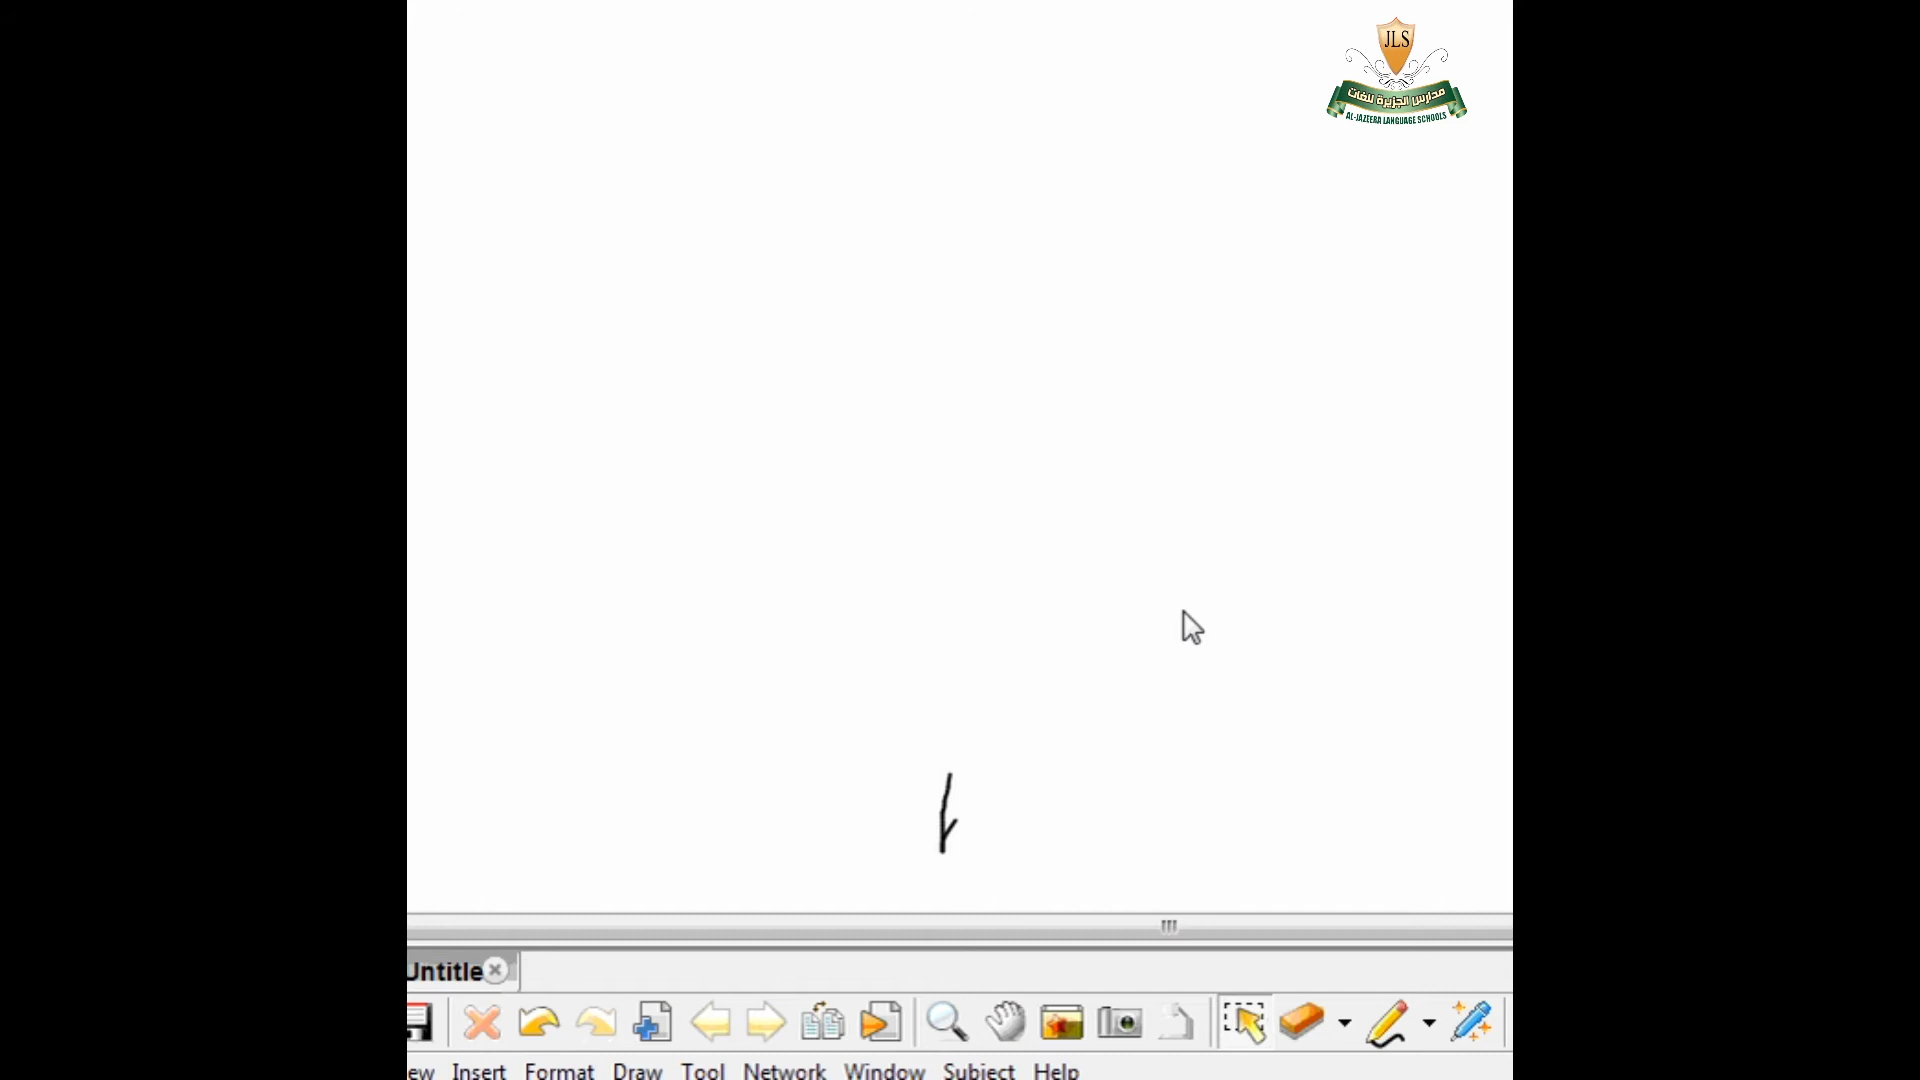 JLS
مدارس الجزيرة للغات
AL-JAZEERA LANGUAGE SCHOOLS
Untitle
ew Insert Format Draw Tool Network Window Subject Help